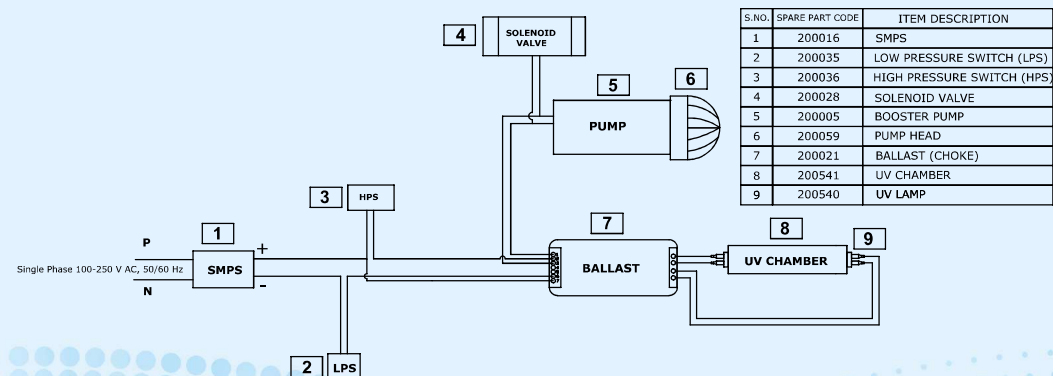 4
SOLENOID
VALVE
5
6
PUMP
3
HPS
1
P
Single Phase 100-250 V AC, 50/60 Hz
N
SMPS
+
-
2
LPS
7
BALLAST
8
UV CHAMBER
9
S.NO. SPARE PART CODE ITEM DESCRIPTION
1 200016 SMPS
2 200035 LOW PRESSURE SWITCH (LPS)
3 200036 HIGH PRESSURE SWITCH (HPS)
4 200028 SOLENOID VALVE
5 200005 BOOSTER PUMP
6 200059 PUMP HEAD
7 200021 BALLAST (CHOKE)
8 200541 UV CHAMBER
9 200540 UV LAMP